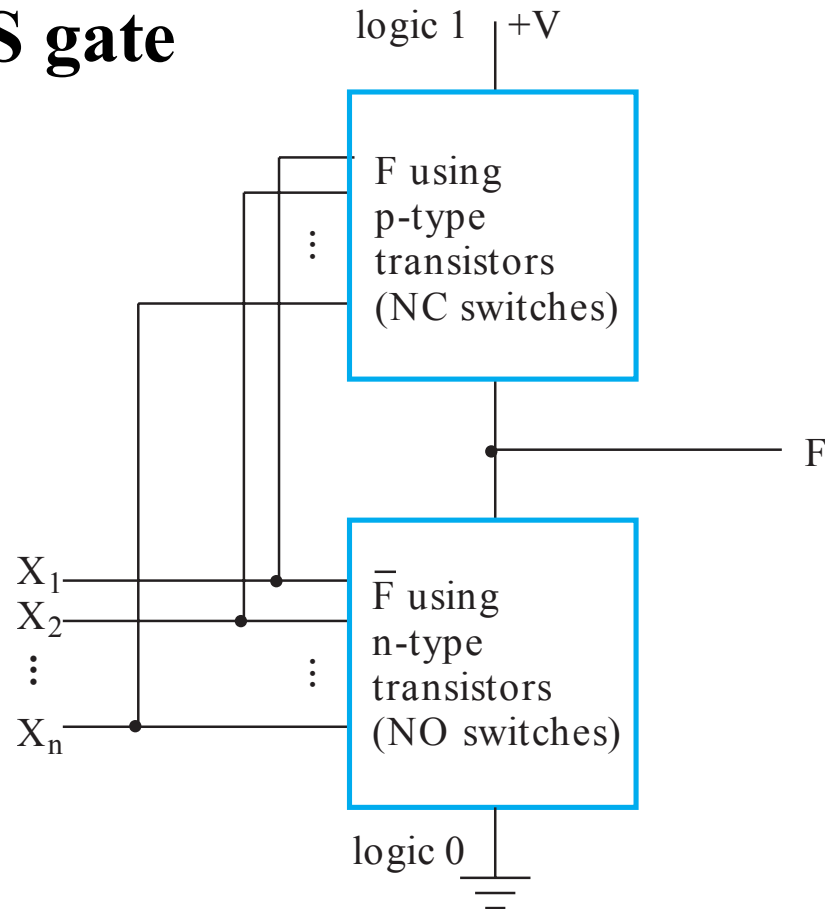 S gate
logic 1
+V
F using
p-type
transistors
(NC switches)
⋮
F
X₁
X₂
⋮
Xₙ
F̅ using
n-type
transistors
(NO switches)
⋮
logic 0